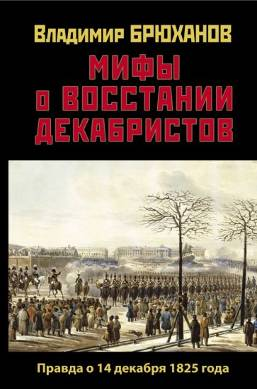 Владимир БРЮХАНОВ
МИФЫ
О ВОССТАНИИ
ДЕКАБРИСТОВ
Правда о 14 декабря 1825 года